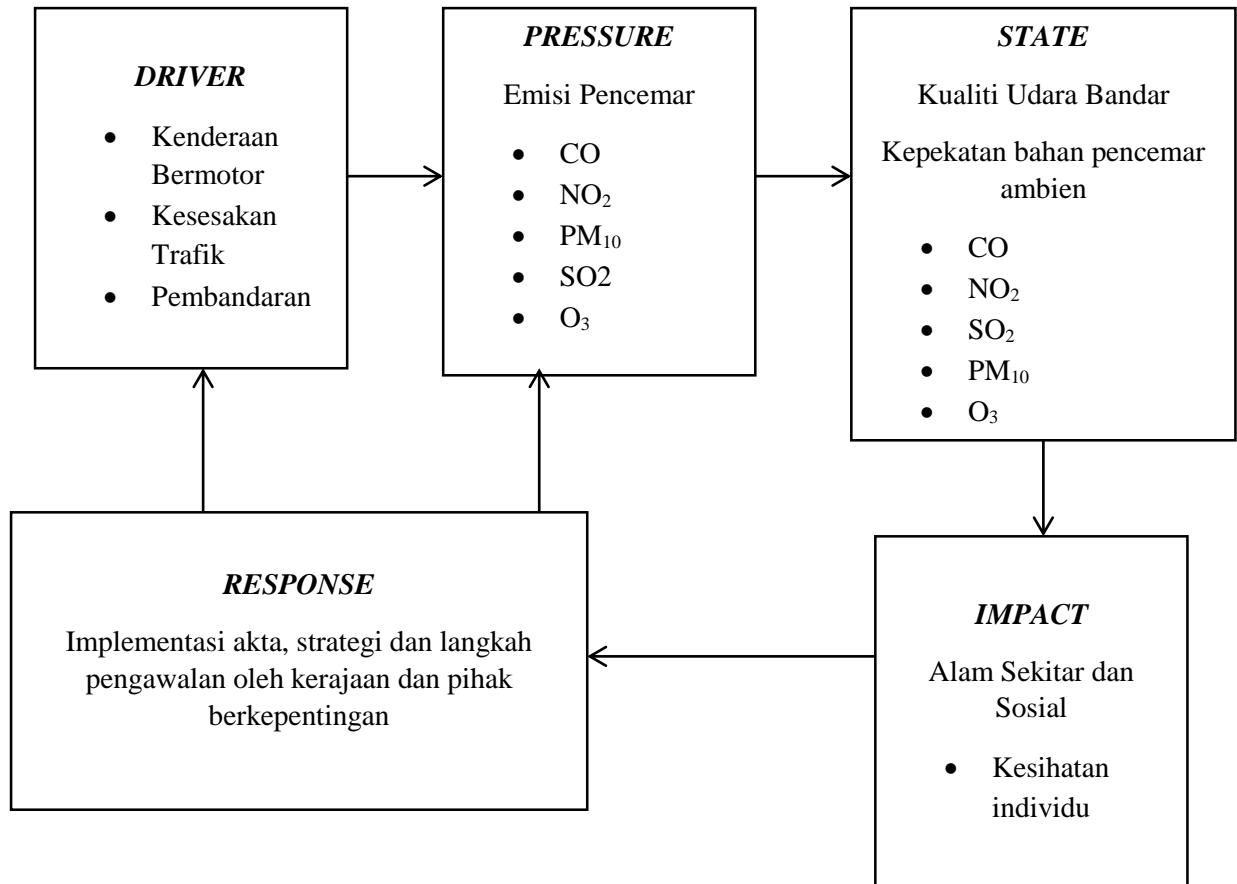 DRIVER
• Kenderaan
Bermotor
• Kesesakan
Trafik
• Pembandaran
PRESSURE
Emisi Pencemar
• CO
• NO₂
• PM₁₀
• SO2
• O₃
STATE
Kualiti Udara Bandar
Kepekatan bahan pencemar
ambien
• CO
• NO₂
• SO₂
• PM₁₀
• O₃
RESPONSE
Implementasi akta, strategi dan langkah
pengawalan oleh kerajaan dan pihak
berkepentingan
IMPACT
Alam Sekitar dan
Sosial
• Kesihatan
individu